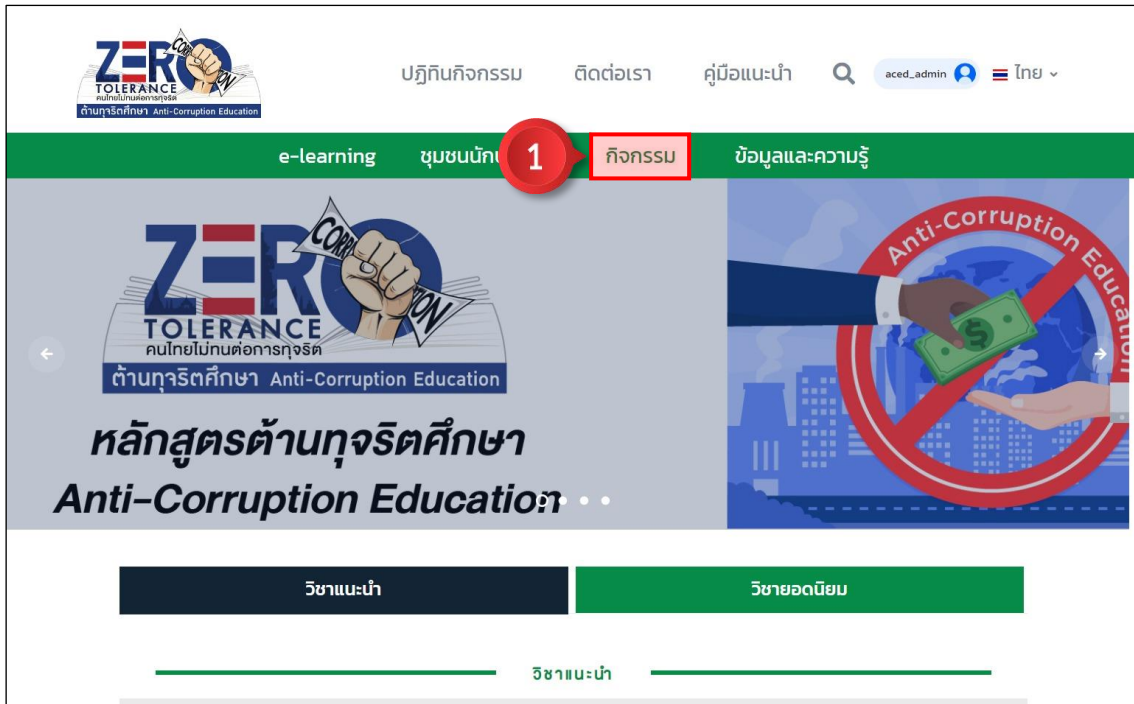 ZERO
CORRUPTION
TOLERANCE
คนไทยไม่ทนต่อการทุจริต
ต้านทุจริตศึกษา Anti-Corruption Education
ปฏิทินกิจกรรม ติดต่อเรา คู่มือแนะนำ aced_admin ไทย
e-learning ชุมชนนัก 1 กิจกรรม ข้อมูลและความรู้
ZERO
CORRUPTION
TOLERANCE
คนไทยไม่ทนต่อการทุจริต
ต้านทุจริตศึกษา Anti-Corruption Education
หลักสูตรต้านทุจริตศึกษา
Anti-Corruption Education
Anti-Corruption Education
วิชาแนะนำ วิชายอดนิยม
วิชาแนะนำ